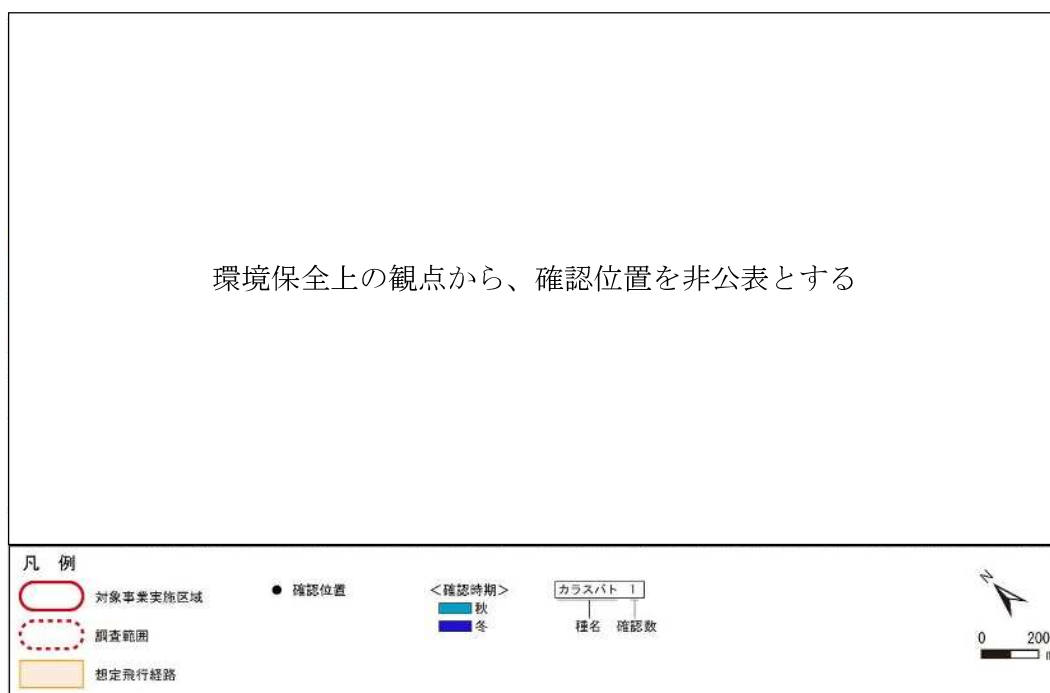 環境保全上の観点から、確認位置を非公表とする
凡 例
対象事業実施区域
調査範囲
想定飛行経路
● 確認位置
<確認時期>
秋
冬
カラスバト 1
種名 確認数
N
0 200
m